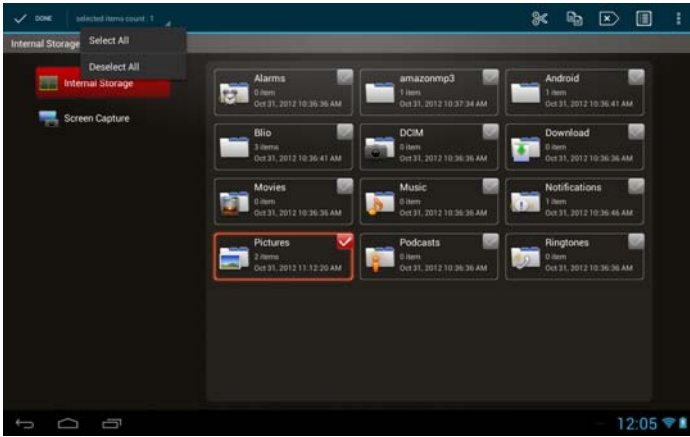 DONE
selected items count: 1
Internal Storage
Select All
Deselect All
Internal Storage
Screen Capture
Alarms
0 item
Oct 31, 2012 10:36:36 AM
amazonmp3
1 item
Oct 31, 2012 10:37:34 AM
Android
1 item
Oct 31, 2012 10:36:41 AM
Blio
3 items
Oct 31, 2012 10:36:41 AM
DCIM
0 item
Oct 31, 2012 10:36:36 AM
Download
0 item
Oct 31, 2012 10:36:36 AM
Movies
0 item
Oct 31, 2012 10:36:36 AM
Music
0 item
Oct 31, 2012 10:36:36 AM
Notifications
1 item
Oct 31, 2012 10:36:46 AM
Pictures
2 items
Oct 31, 2012 11:12:20 AM
Podcasts
0 item
Oct 31, 2012 10:36:36 AM
Ringtones
0 item
Oct 31, 2012 10:36:36 AM
12:05